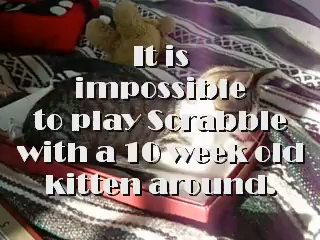 It is
impossible
to play Scrabble
with a 10 week old
kitten around.